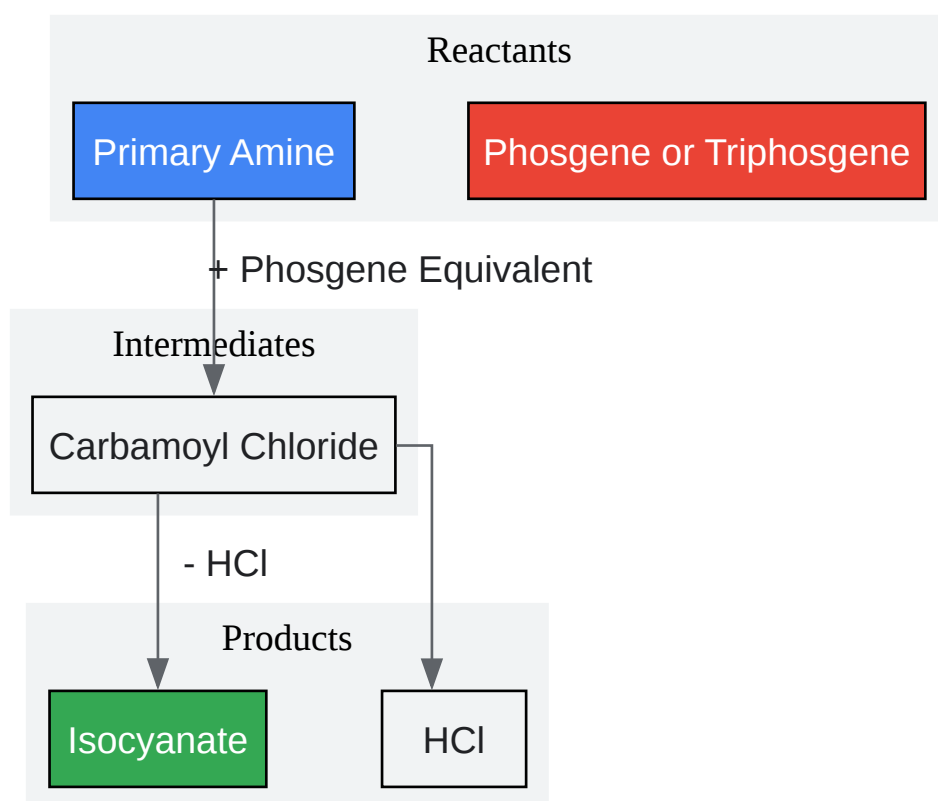 Reactants
Primary Amine
Phosgene or Triphosgene
+ Phosgene Equivalent
Intermediates
Carbamoyl Chloride
- HCl
Products
Isocyanate
HCl